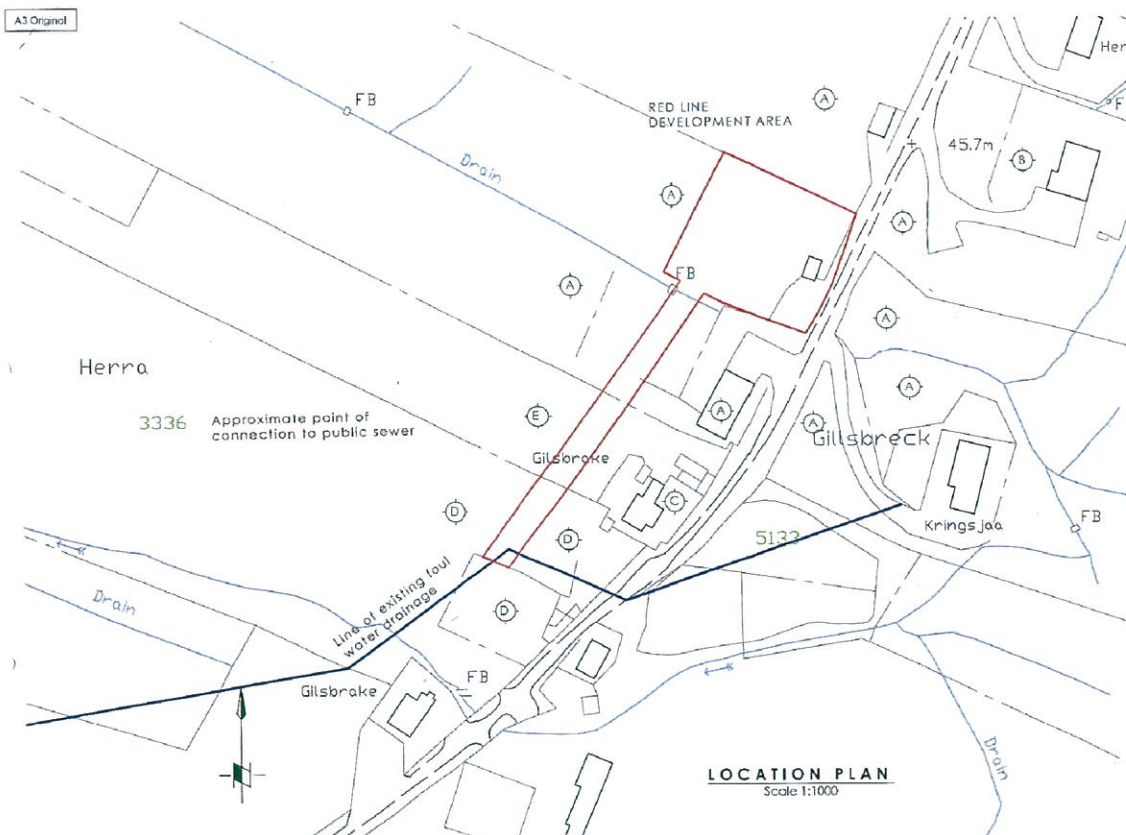 A3 Original
Her
FB
A
F
RED LINE
DEVELOPMENT AREA
45.7m
B
Drain
A
A
FB
A
A
Herra
A
3336
Approximate point of
connection to public sewer
E
A
A
Gillsbreck
Gilsbrake
D
C
Kringsjaa
FB
D
5133
Line of existing foul
water drainage
Drain
D
Gilsbrake
FB
Drain
LOCATION PLAN
Scale 1:1000